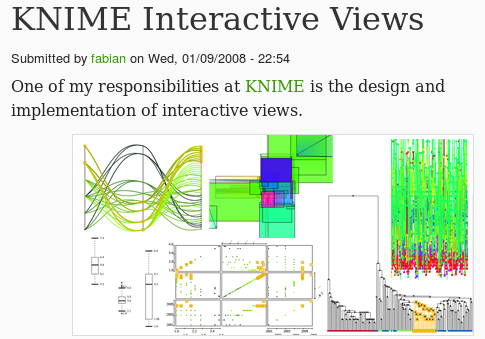 KNIME Interactive Views
Submitted by fabian on Wed, 01/09/2008 - 22:54
One of my responsibilities at KNIME is the design and
implementation of interactive views.